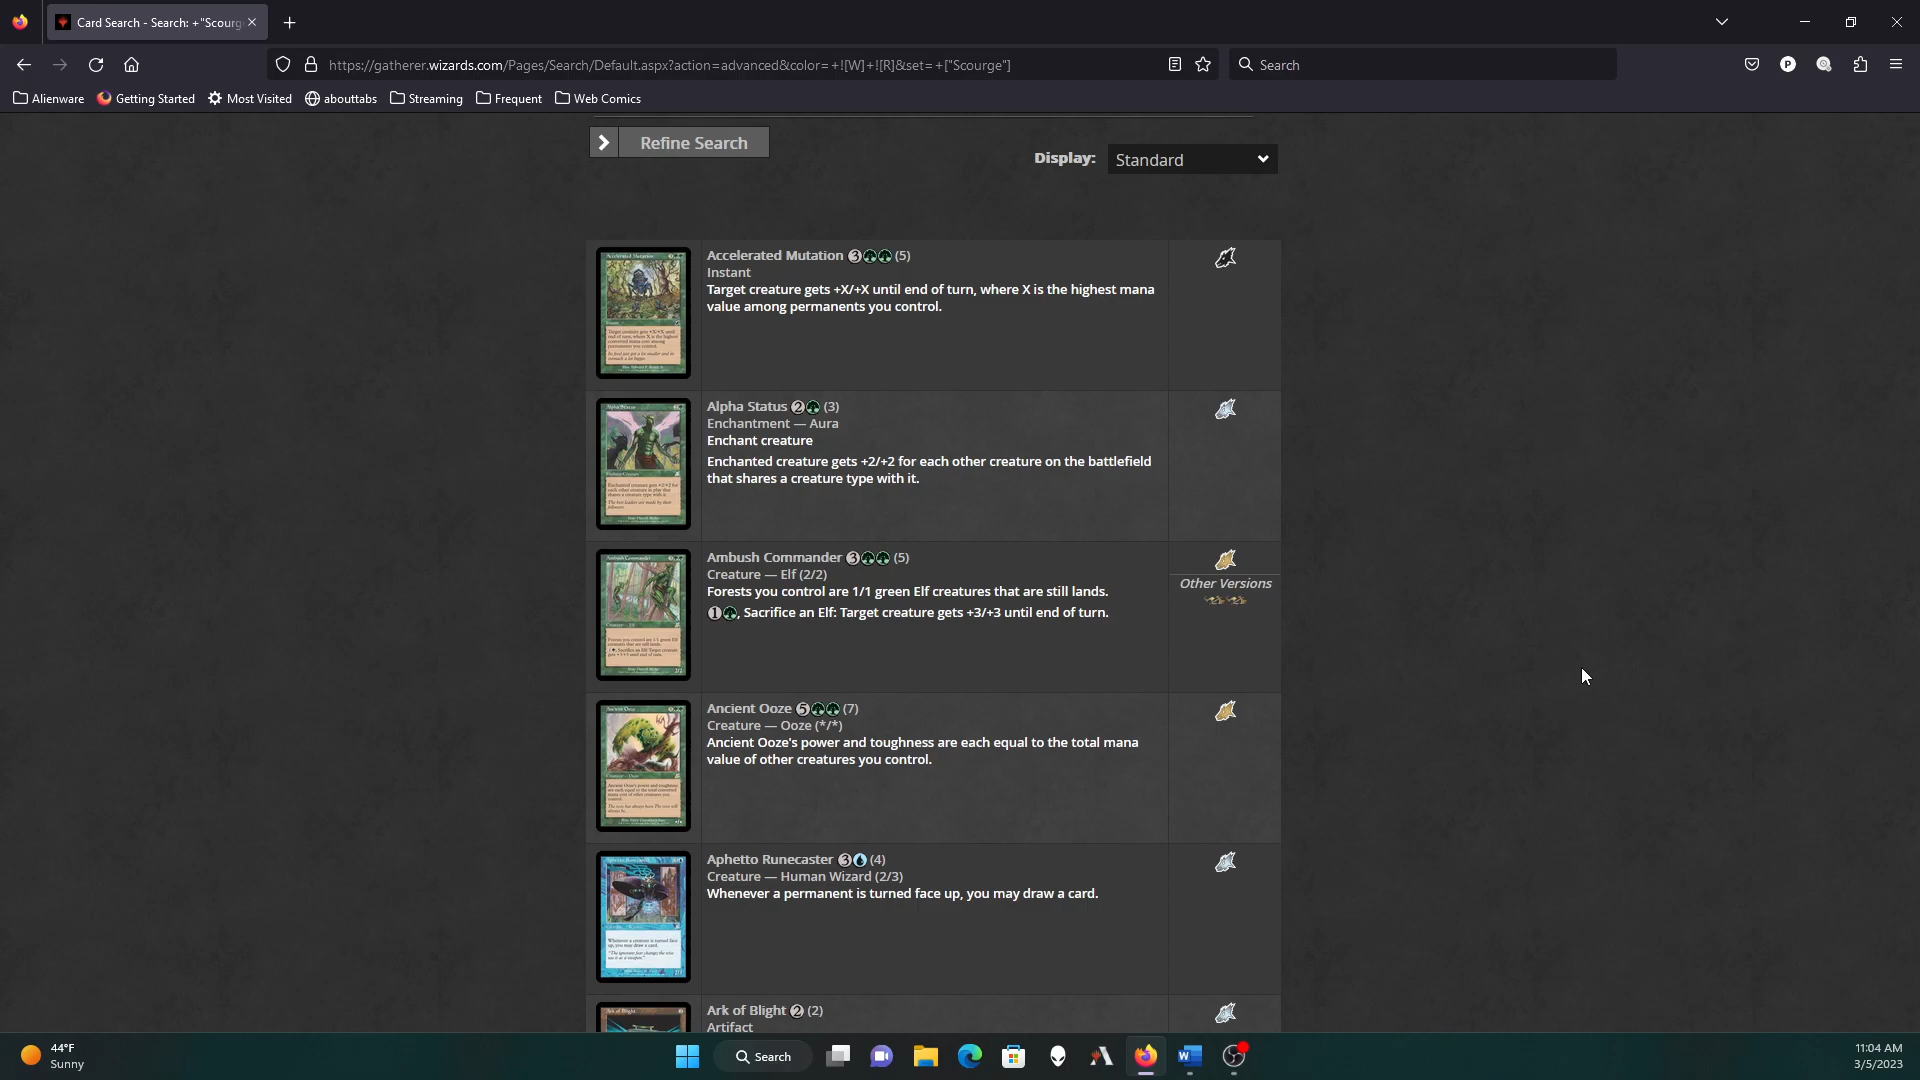 Card Search - Search: +"Scourg
https://gatherer.wizards.com/Pages/Search/Default.aspx?action=advanced&color=+![W]+![R]&set=+["Scourge"]
Search
Alienware Getting Started Most Visited abouttabs Streaming Frequent Web Comics
Refine Search
Display: Standard
Accelerated Mutation 3 (5)
Instant
Target creature gets +X/+X until end of turn, where X is the highest mana
value among permanents you control.
Alpha Status 2 (3)
Enchantment — Aura
Enchant creature
Enchanted creature gets +2/+2 for each other creature on the battlefield
that shares a creature type with it.
Ambush Commander 3 (5)
Creature — Elf (2/2)
Forests you control are 1/1 green Elf creatures that are still lands.
1, Sacrifice an Elf: Target creature gets +3/+3 until end of turn.
Other Versions
Ancient Ooze 5 (7)
Creature — Ooze (*/*)
Ancient Ooze's power and toughness are each equal to the total mana
value of other creatures you control.
Aphetto Runecaster 3 (4)
Creature — Human Wizard (2/3)
Whenever a permanent is turned face up, you may draw a card.
Ark of Blight 2 (2)
Artifact
44°F
Sunny
Search
11:04 AM
3/5/2023